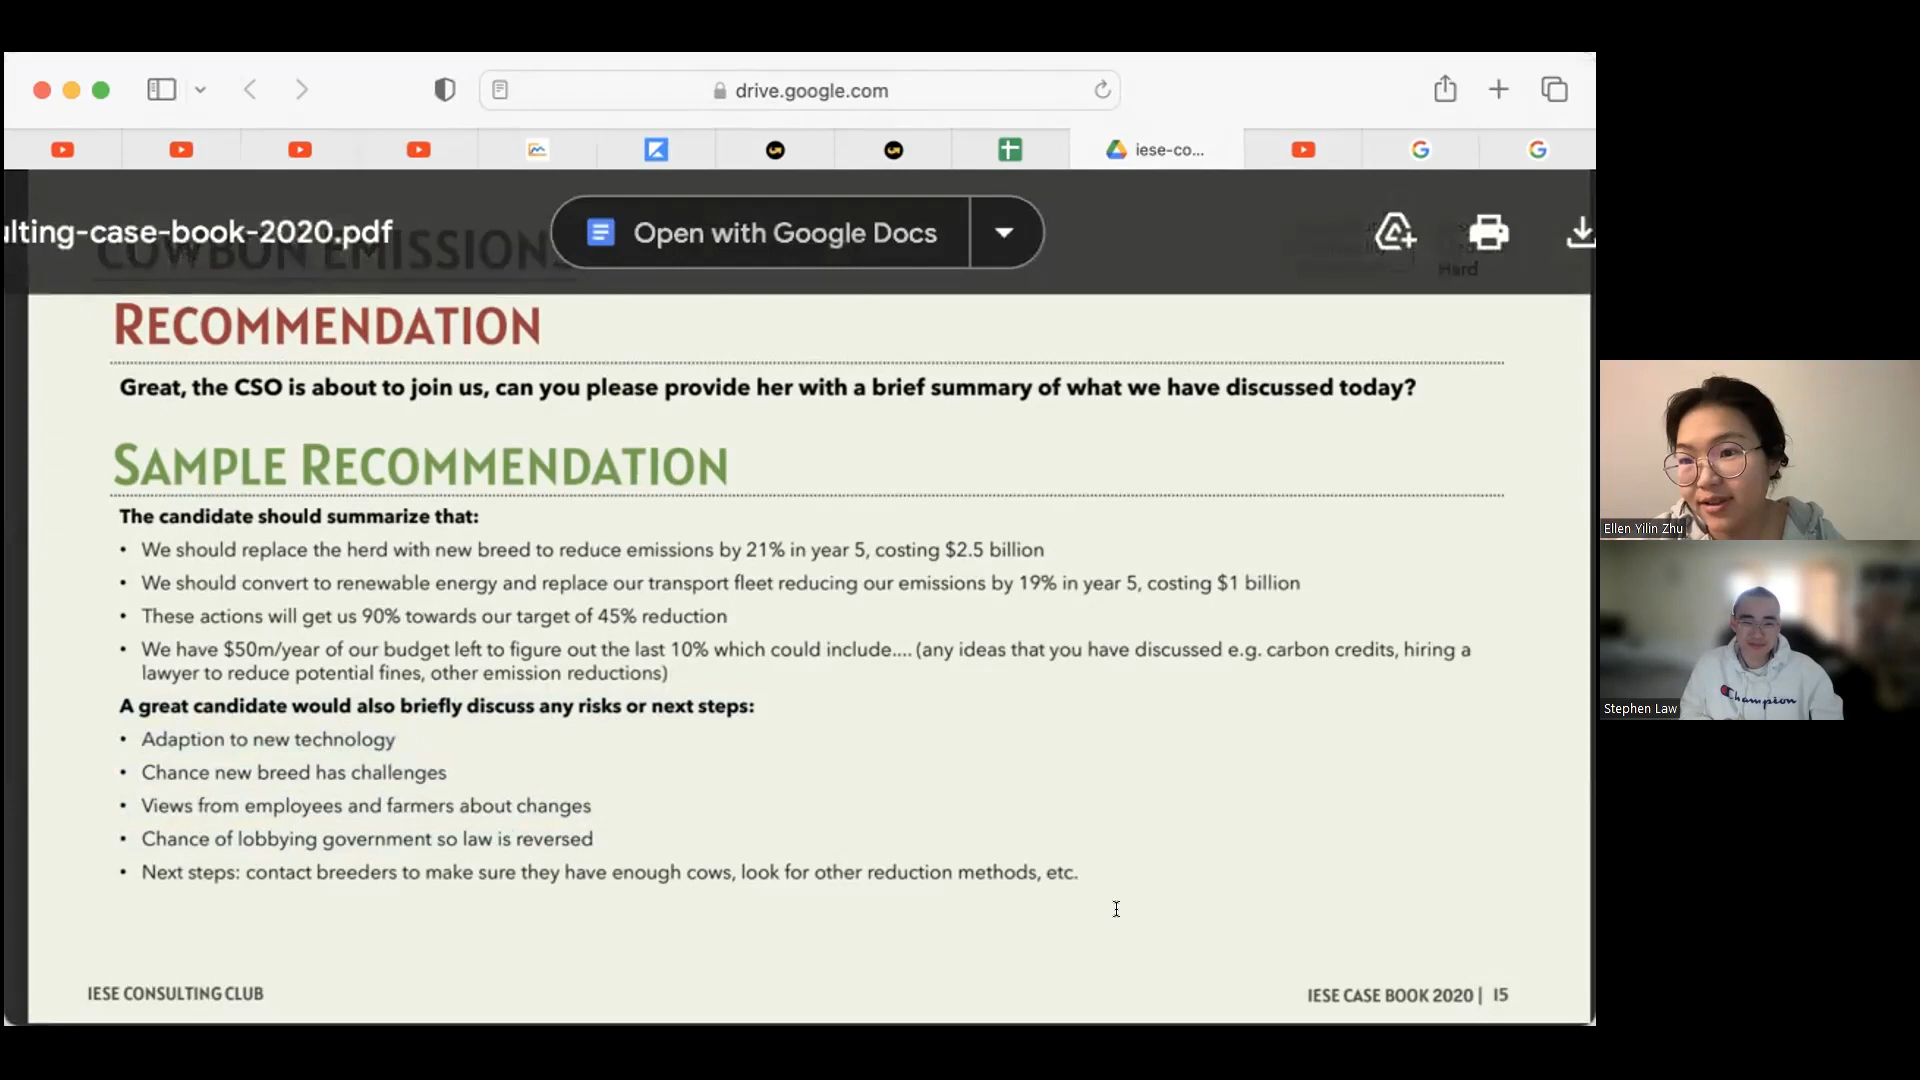 drive.google.com
iese-co...
ulting-case-book-2020.pdf
Open with Google Docs
COWBON EMISSIONS
Hard
RECOMMENDATION
Great, the CSO is about to join us, can you please provide her with a brief summary of what we have discussed today?
SAMPLE RECOMMENDATION
The candidate should summarize that:
• We should replace the herd with new breed to reduce emissions by 21% in year 5, costing $2.5 billion
• We should convert to renewable energy and replace our transport fleet reducing our emissions by 19% in year 5, costing $1 billion
• These actions will get us 90% towards our target of 45% reduction
• We have $50m/year of our budget left to figure out the last 10% which could include.... (any ideas that you have discussed e.g. carbon credits, hiring a
lawyer to reduce potential fines, other emission reductions)
A great candidate would also briefly discuss any risks or next steps:
• Adaption to new technology
• Chance new breed has challenges
• Views from employees and farmers about changes
• Chance of lobbying government so law is reversed
• Next steps: contact breeders to make sure they have enough cows, look for other reduction methods, etc.
IESE CONSULTING CLUB
IESE CASE BOOK 2020 | 15
Ellen Yilin Zhu
Champion
Stephen Law